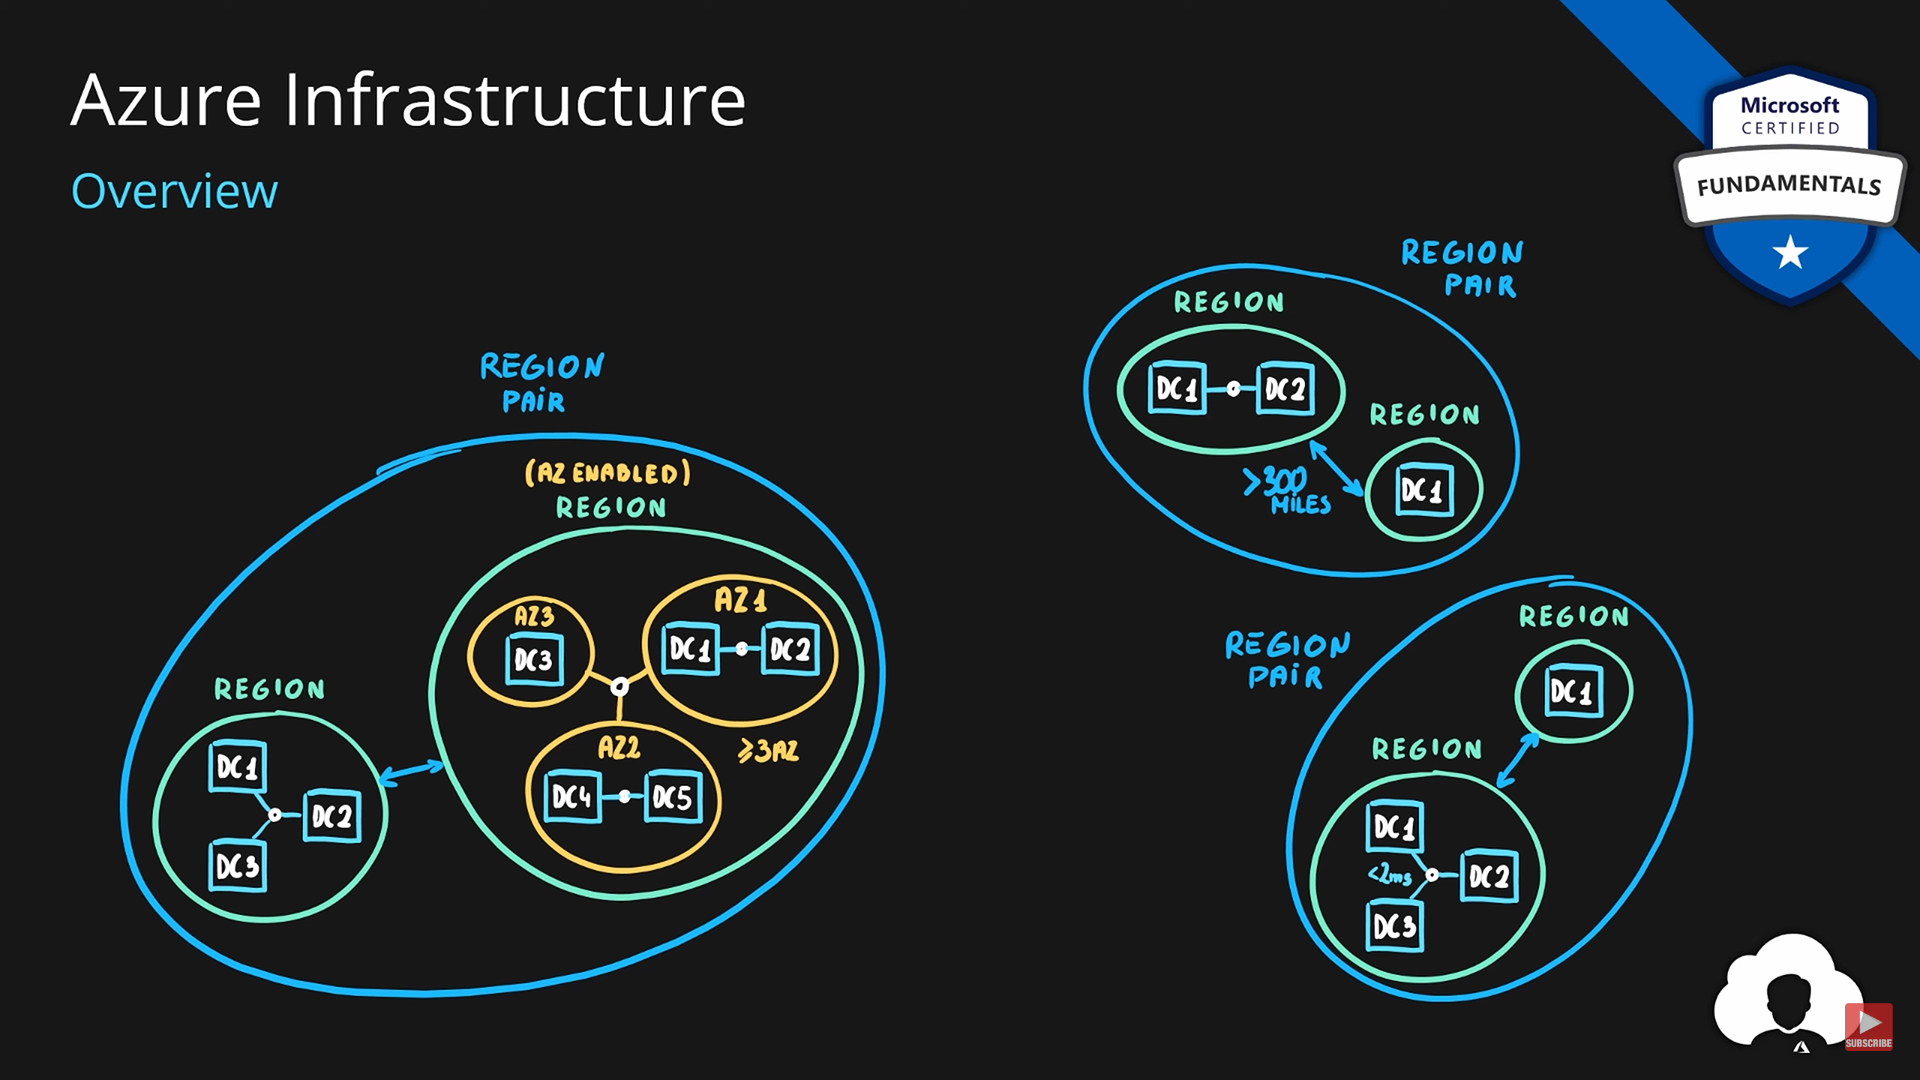 Azure Infrastructure
Overview
Microsoft
CERTIFIED
FUNDAMENTALS
REGION
PAIR
(AZ ENABLED)
REGION
AZ3
DC3
AZ1
DC1
DC2
AZ2
DC4
DC5
≥3AZ
REGION
DC1
DC2
DC3
REGION
PAIR
REGION
DC1
DC2
REGION
DC1
>300
MILES
REGION
PAIR
REGION
DC1
REGION
DC1
<2ms
DC2
DC3
SUBSCRIBE